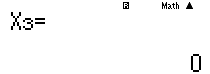 R Math ▲
X₃=
0